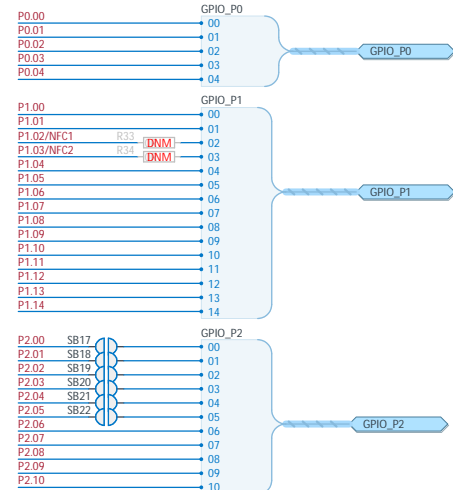 GPIO_P0
P0.00 00
P0.01 01
P0.02 02 GPIO_P0
P0.03 03
P0.04 04
GPIO_P1
P1.00 00
P1.01 01
P1.02/NFC1 R33 DNM 02
P1.03/NFC2 R34 DNM 03
P1.04 04
P1.05 05
P1.06 06 GPIO_P1
P1.07 07
P1.08 08
P1.09 09
P1.10 10
P1.11 11
P1.12 12
P1.13 13
P1.14 14
GPIO_P2
P2.00 SB17 00
P2.01 SB18 01
P2.02 SB19 02
P2.03 SB20 03
P2.04 SB21 04
P2.05 SB22 05
P2.06 06 GPIO_P2
P2.07 07
P2.08 08
P2.09 09
P2.10 10